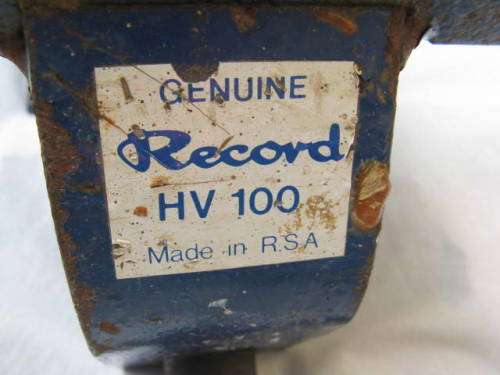 GENUINE
Record
HV 100
Made in R.S.A